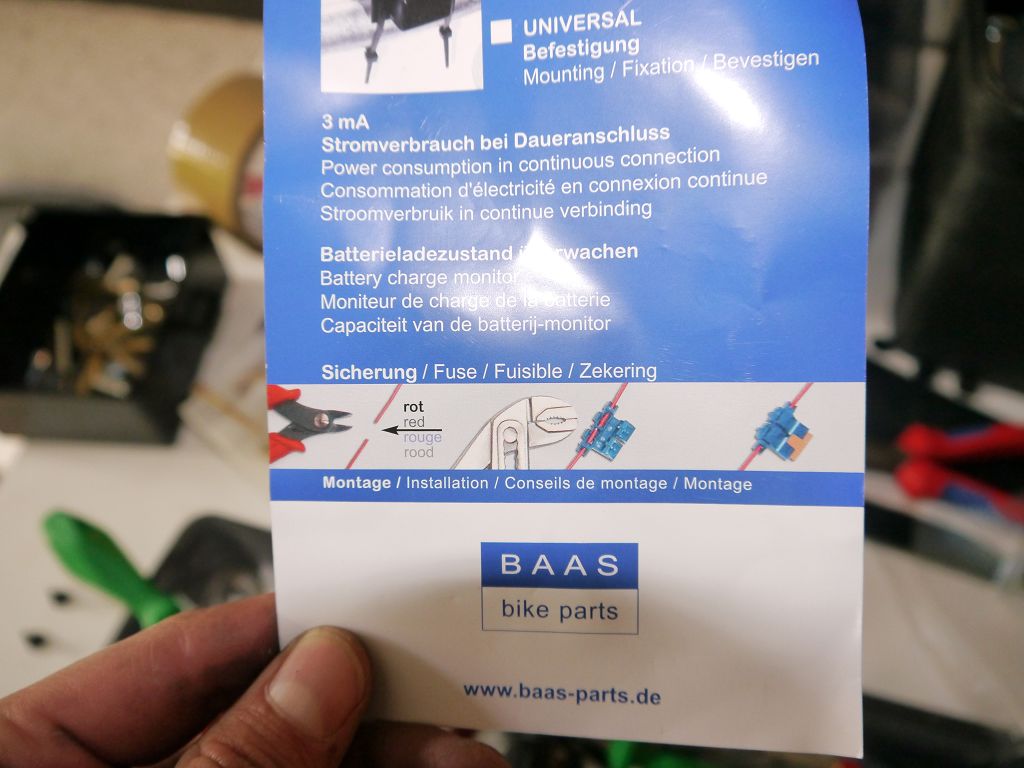 UNIVERSAL
Befestigung
Mounting / Fixation / Bevestigen
3 mA
Stromverbrauch bei Daueranschluss
Power consumption in continuous connection
Consommation d'électricité en connexion continue
Stroomverbruik in continue verbinding
Batterieladezustand überwachen
Battery charge monitor
Moniteur de charge de la batterie
Capaciteit van de batterij-monitor
Sicherung / Fuse / Fuisible / Zekering
rot
red
rouge
rood
Montage / Installation / Conseils de montage / Montage
BAAS
bike parts
www.baas-parts.de